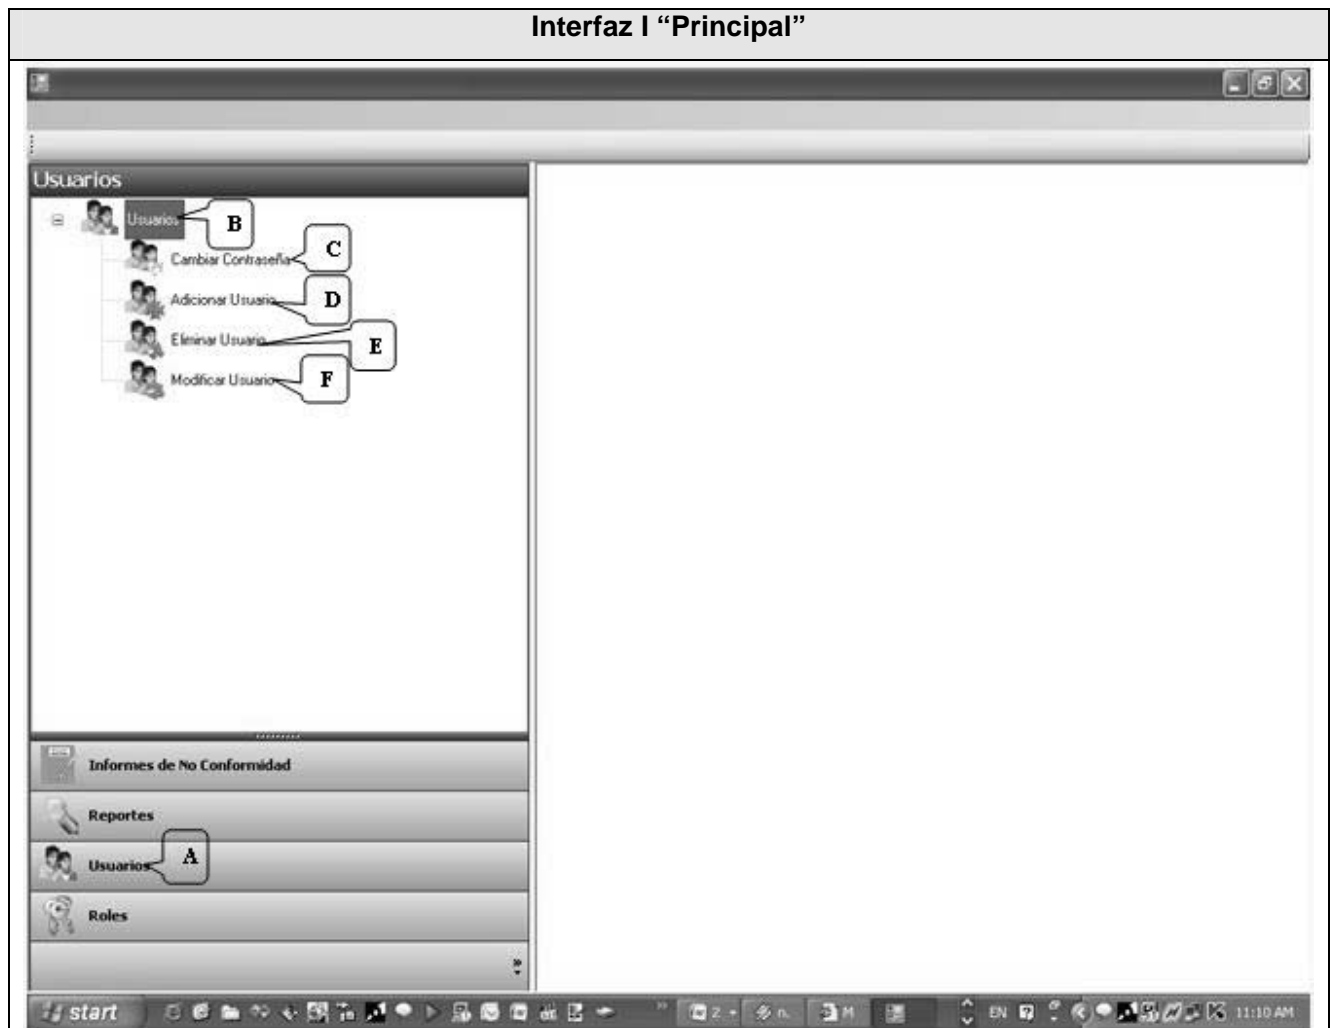 Interfaz I “Principal”
Usuarios
Usuarios
B
Cambiar Contraseña
C
Adicionar Usuario
D
Eliminar Usuario
E
Modificar Usuario
F
Informes de No Conformidad
Reportes
Usuarios
A
Roles
start
2
n.
M
EN
11:10 AM